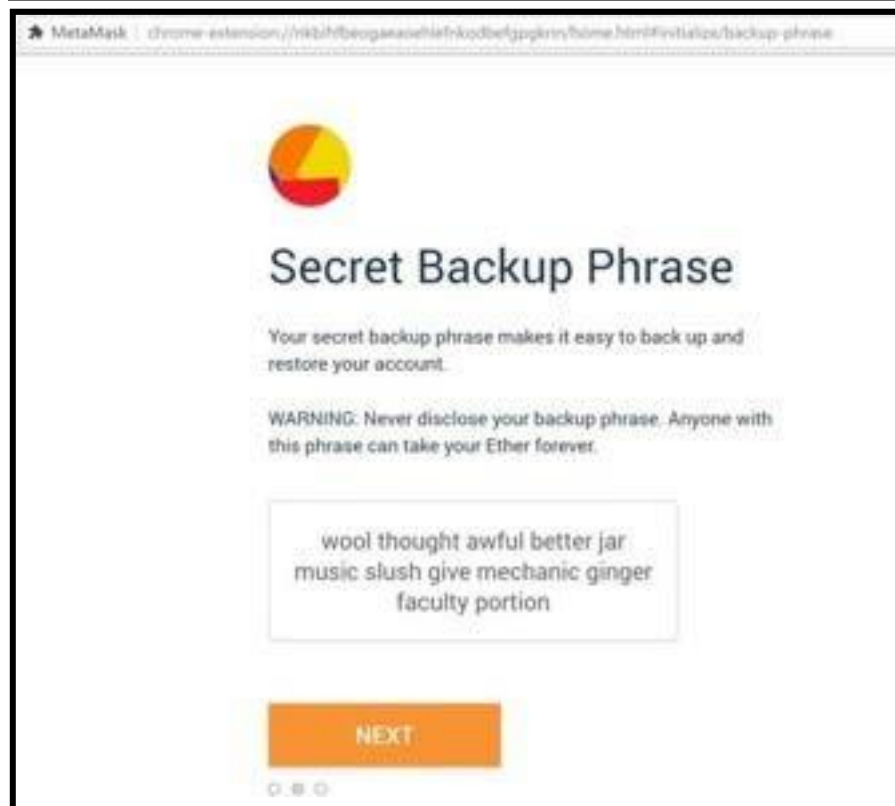 MetaMask
Secret Backup Phrase
Your secret backup phrase makes it easy to back up and
restore your account.
WARNING: Never disclose your backup phrase. Anyone with
this phrase can take your Ether forever.
wool thought awful better jar
music slush give mechanic ginger
faculty portion
NEXT